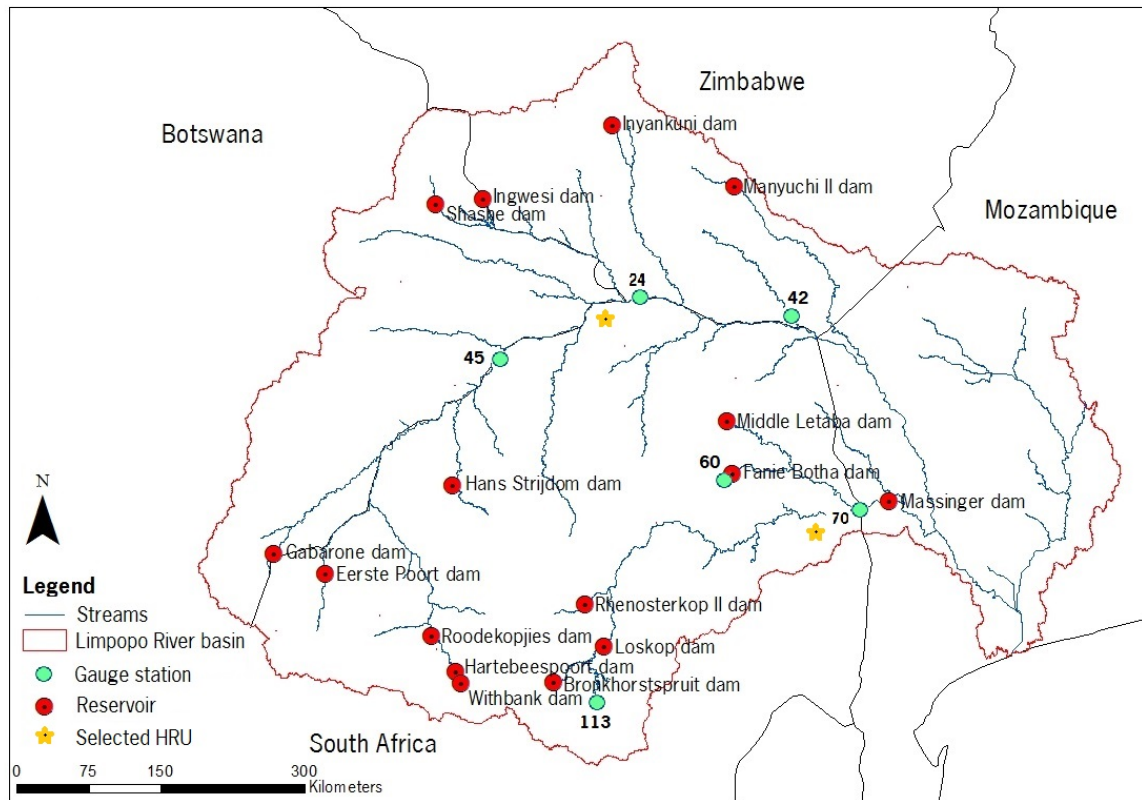 Zimbabwe
Botswana
Inyankuni dam
Manyuchi II dam
Ingwesi dam
Shashe dam
Mozambique
24
42
45
Middle Letaba dam
60
Fanie Botha dam
Hans Strijdom dam
Massinger dam
70
N
Gabarone dam
Eerste Poort dam
Legend
Streams
Limpopo River basin
Gauge station
Reservoir
Selected HRU
Rhenosterkop II dam
Roodekopjies dam
Loskop dam
Hartebeespoort dam
Bronkhorstspruit dam
Withbank dam
113
South Africa
0 75 150 300
Kilometers